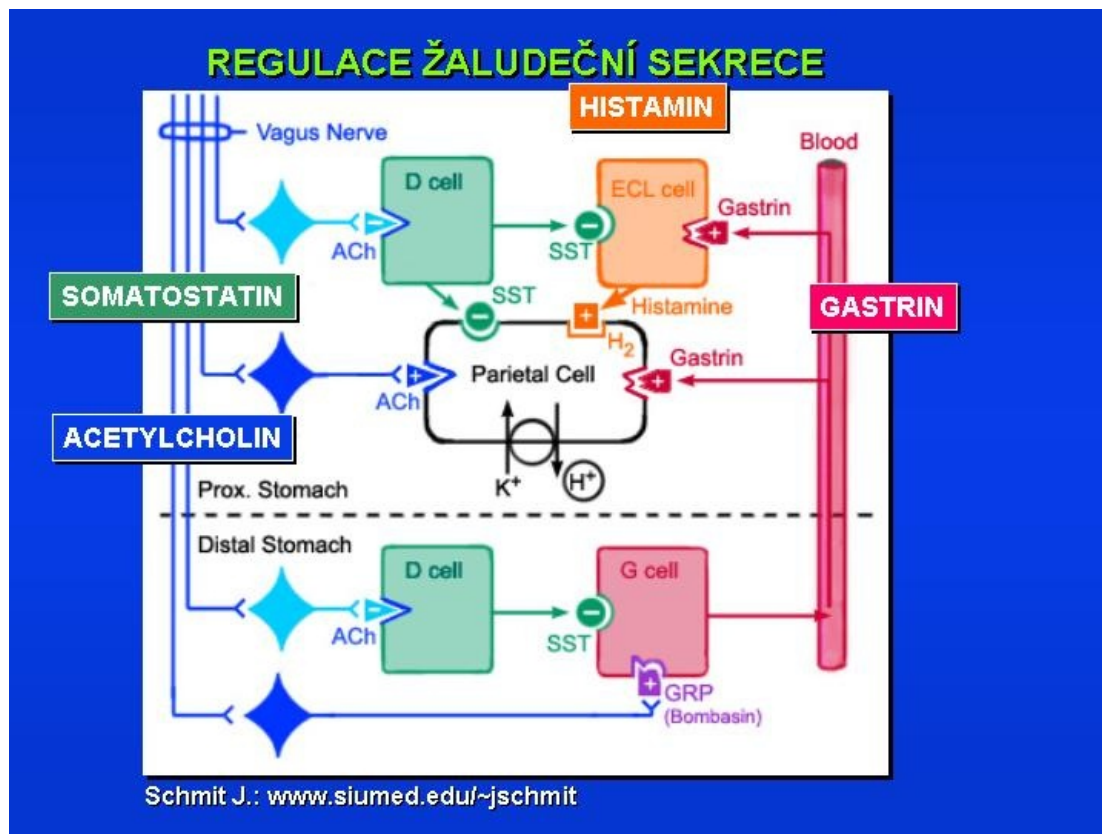 REGULACE ŽALUDEČNÍ SEKRECE
HISTAMIN
Vagus Nerve
Blood
D cell
ECL cell
Gastrin
ACh
SST
SOMATOSTATIN
SST
Histamine
GASTRIN
H2
Parietal Cell
Gastrin
ACh
ACETYLCHOLIN
K+
H+
Prox. Stomach
Distal Stomach
D cell
G cell
ACh
SST
GRP
(Bombasin)
Schmit J.: www.siumed.edu/~jschmit